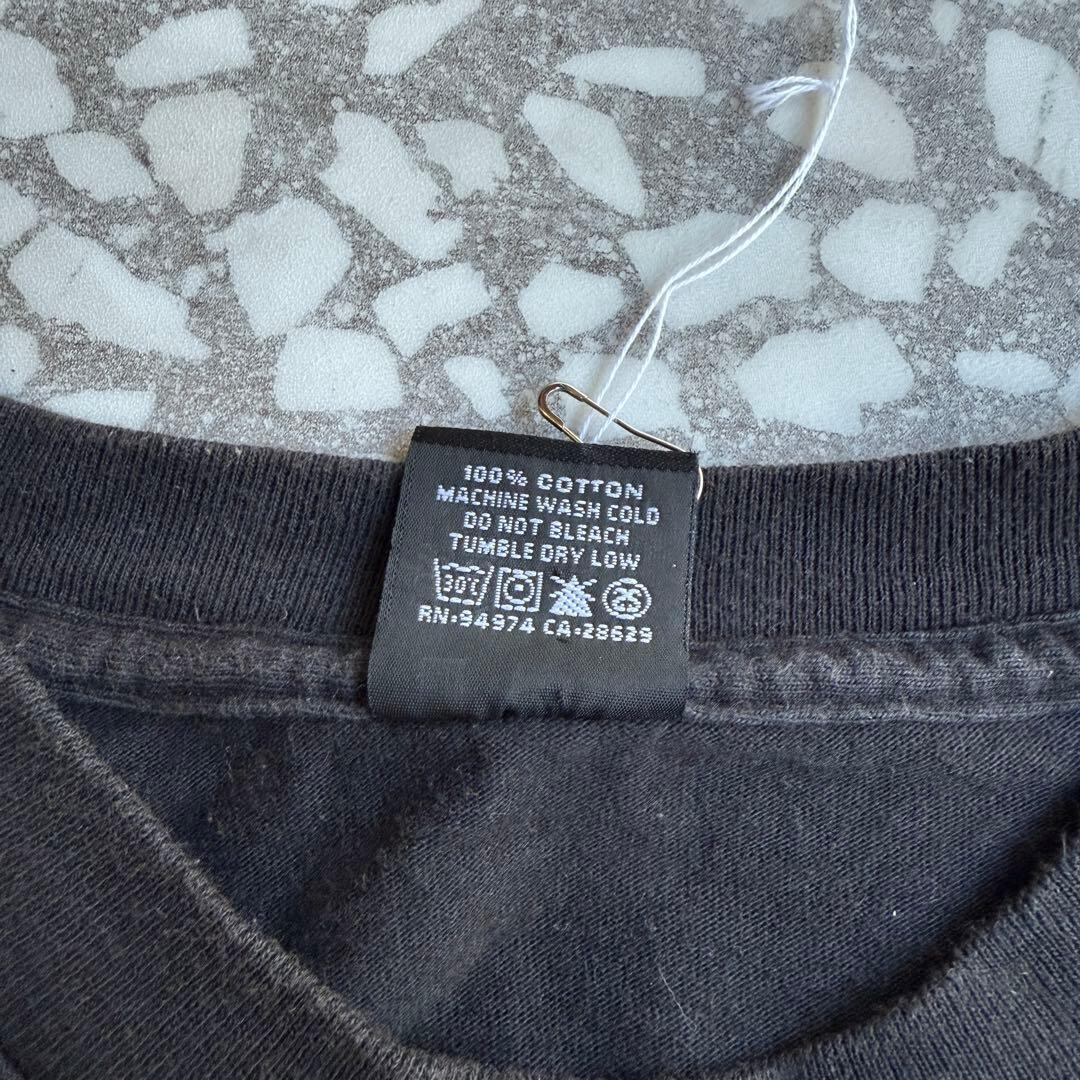 100% COTTON
MACHINE WASH COLD
DO NOT BLEACH
TUMBLE DRY LOW
30℃
RN:94974 CA:28629